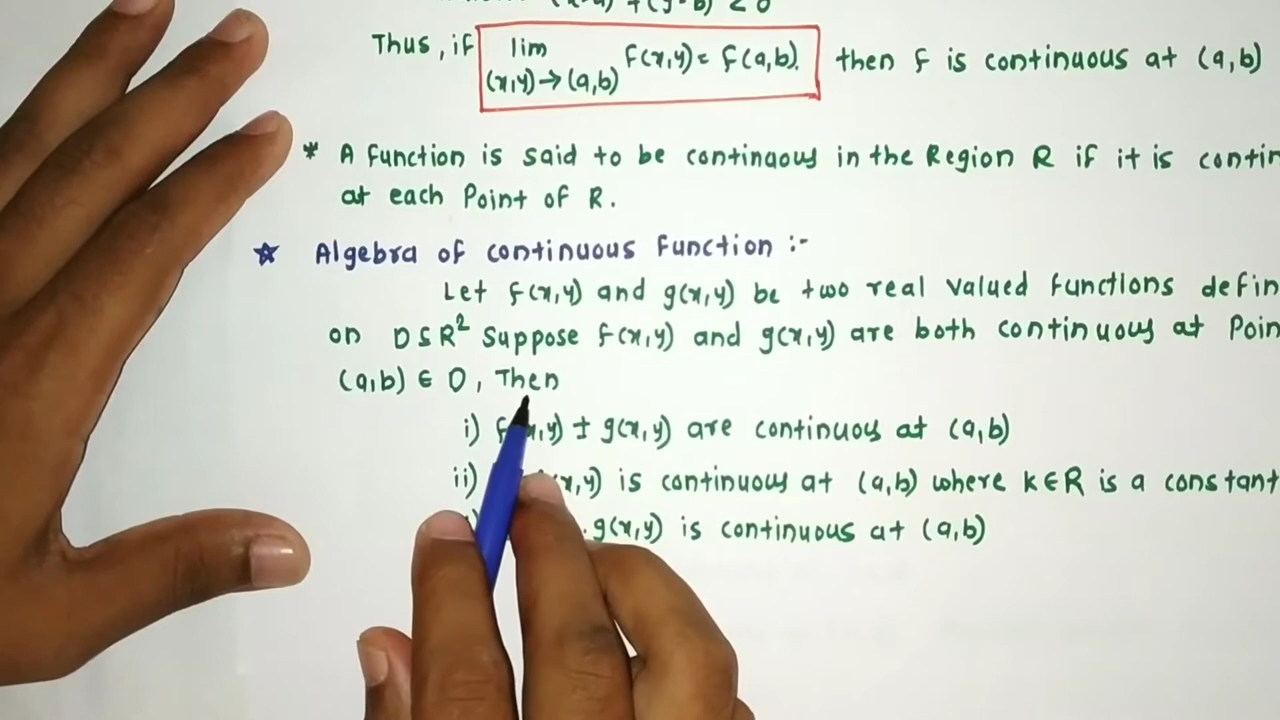 Thus, if lim F(x,y) = f(a,b). then f is continuous at (a,b)
(x,y) → (a,b)
* A function is said to be continuous in the Region R if it is contin
at each Point of R.
☆ Algebra of continuous Function :-
Let f(x,y) and g(x,y) be two real valued functions defin
on D ⊆ R² Suppose f(x,y) and g(x,y) are both continuous at Poin
(a,b) ∈ D, Then
i) f(x,y) ± g(x,y) are continuous at (a,b)
ii) (x,y) is continuous at (a,b) where K∈R is a constant
. g(x,y) is continuous at (a,b)